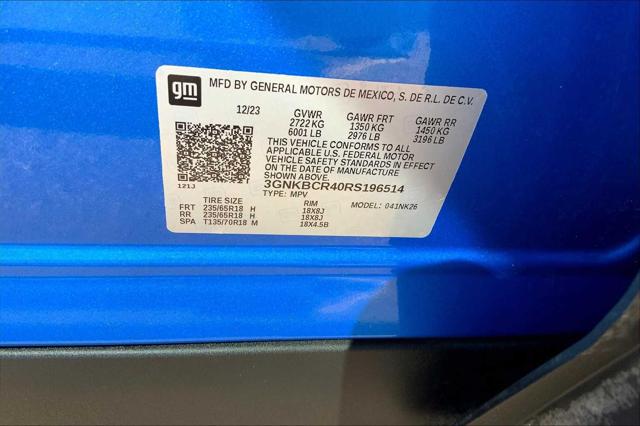 gm
MFD BY GENERAL MOTORS DE MEXICO, S. DE R.L. DE C.V.
12/23 GVWR GAWR FRT GAWR RR
2722 KG 1350 KG 1450 KG
6001 LB 2976 LB 3196 LB
THIS VEHICLE CONFORMS TO ALL
APPLICABLE U.S. FEDERAL MOTOR
VEHICLE SAFETY STANDARDS IN EFFECT
ON THE DATE OF MANUFACTURE
SHOWN ABOVE.
121J 3GNKBCR40RS196514
TYPE: MPV
TIRE SIZE RIM MODEL: 041NK26
FRT 235/65R18 H 18X8J
RR 235/65R18 H 18X8J
SPA T135/70R18 M 18X4.5B